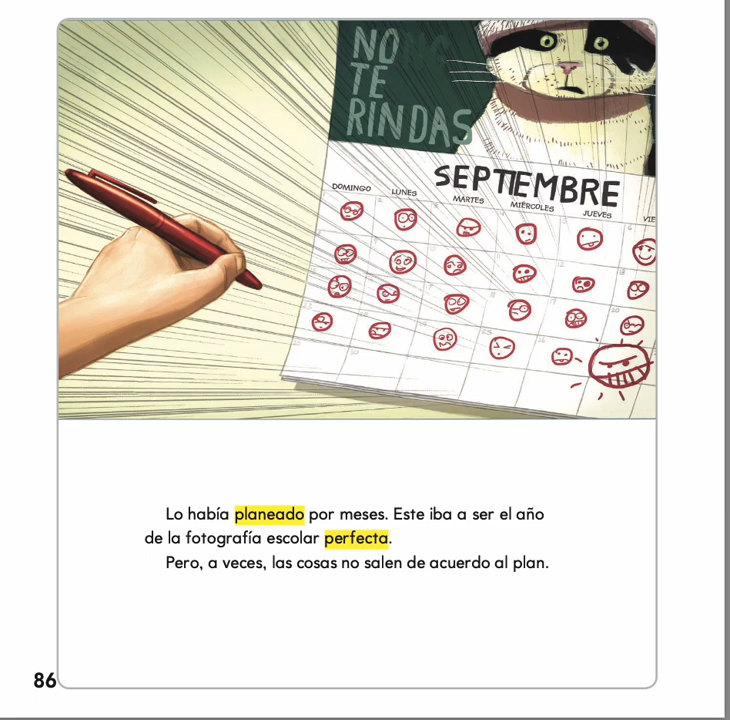 NO
TE
RINDAS
SEPTIEMBRE
DOMINGO LUNES MARTES MIÉRCOLES JUEVES
Lo había planeado por meses. Este iba a ser el año
de la fotografía escolar perfecta.
Pero, a veces, las cosas no salen de acuerdo al plan.
86